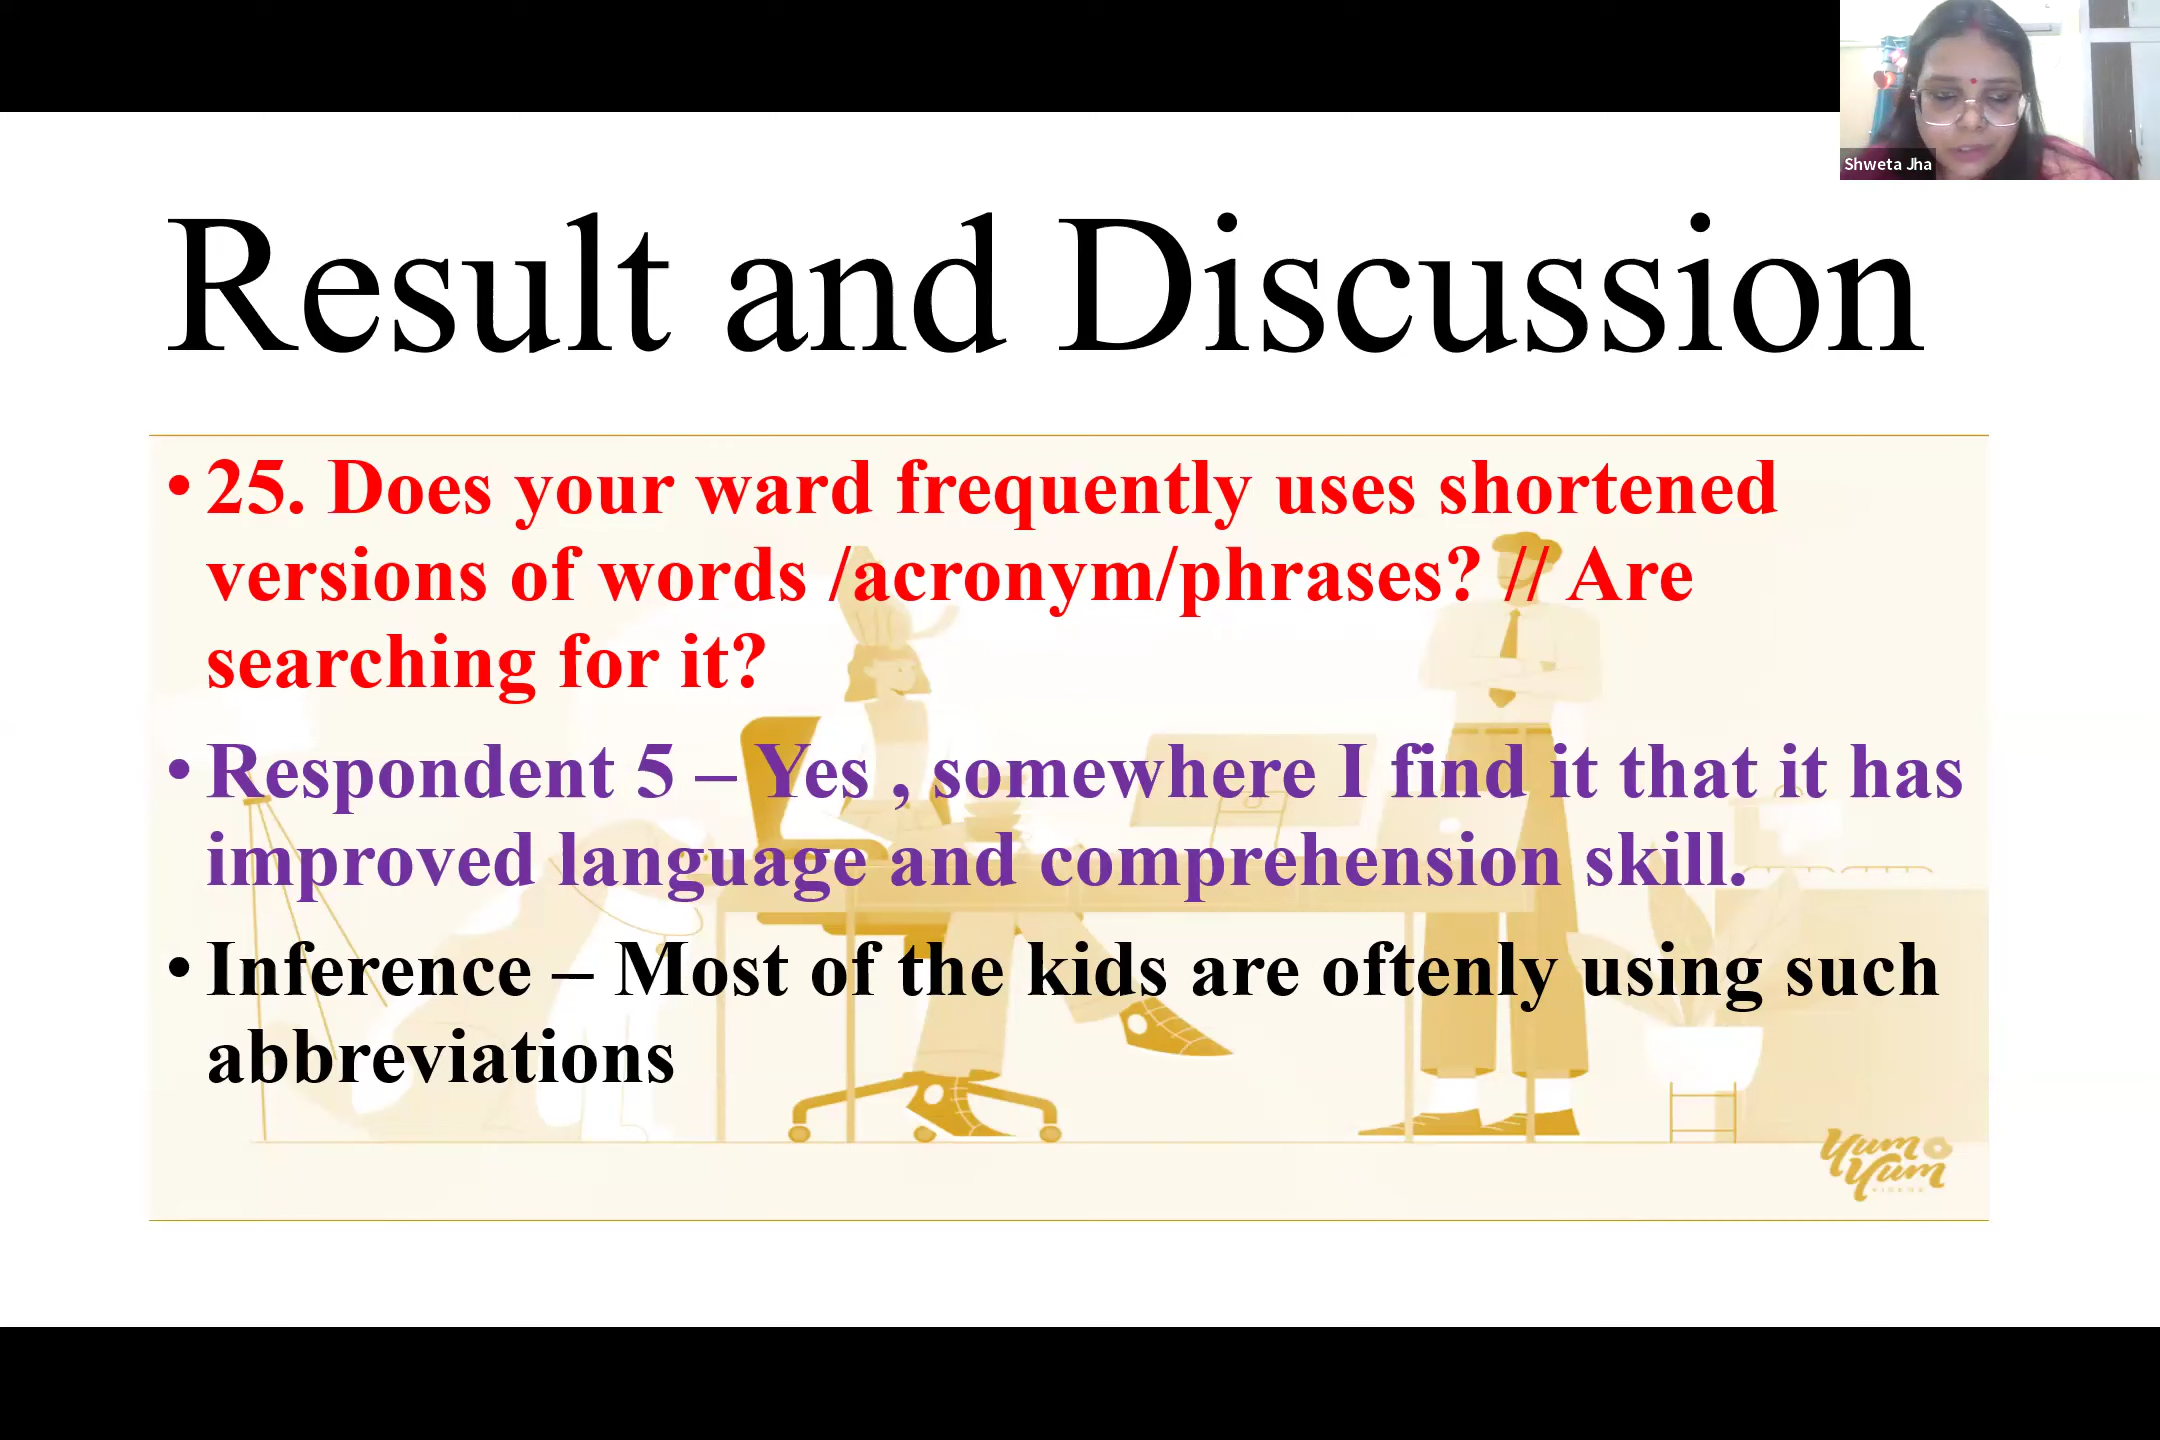 Shweta Jha
Result and Discussion
• 25. Does your ward frequently uses shortened
versions of words /acronym/phrases? // Are
searching for it?
• Respondent 5 – Yes , somewhere I find it that it has
improved language and comprehension skill.
• Inference – Most of the kids are oftenly using such
abbreviations
Yum
Yum